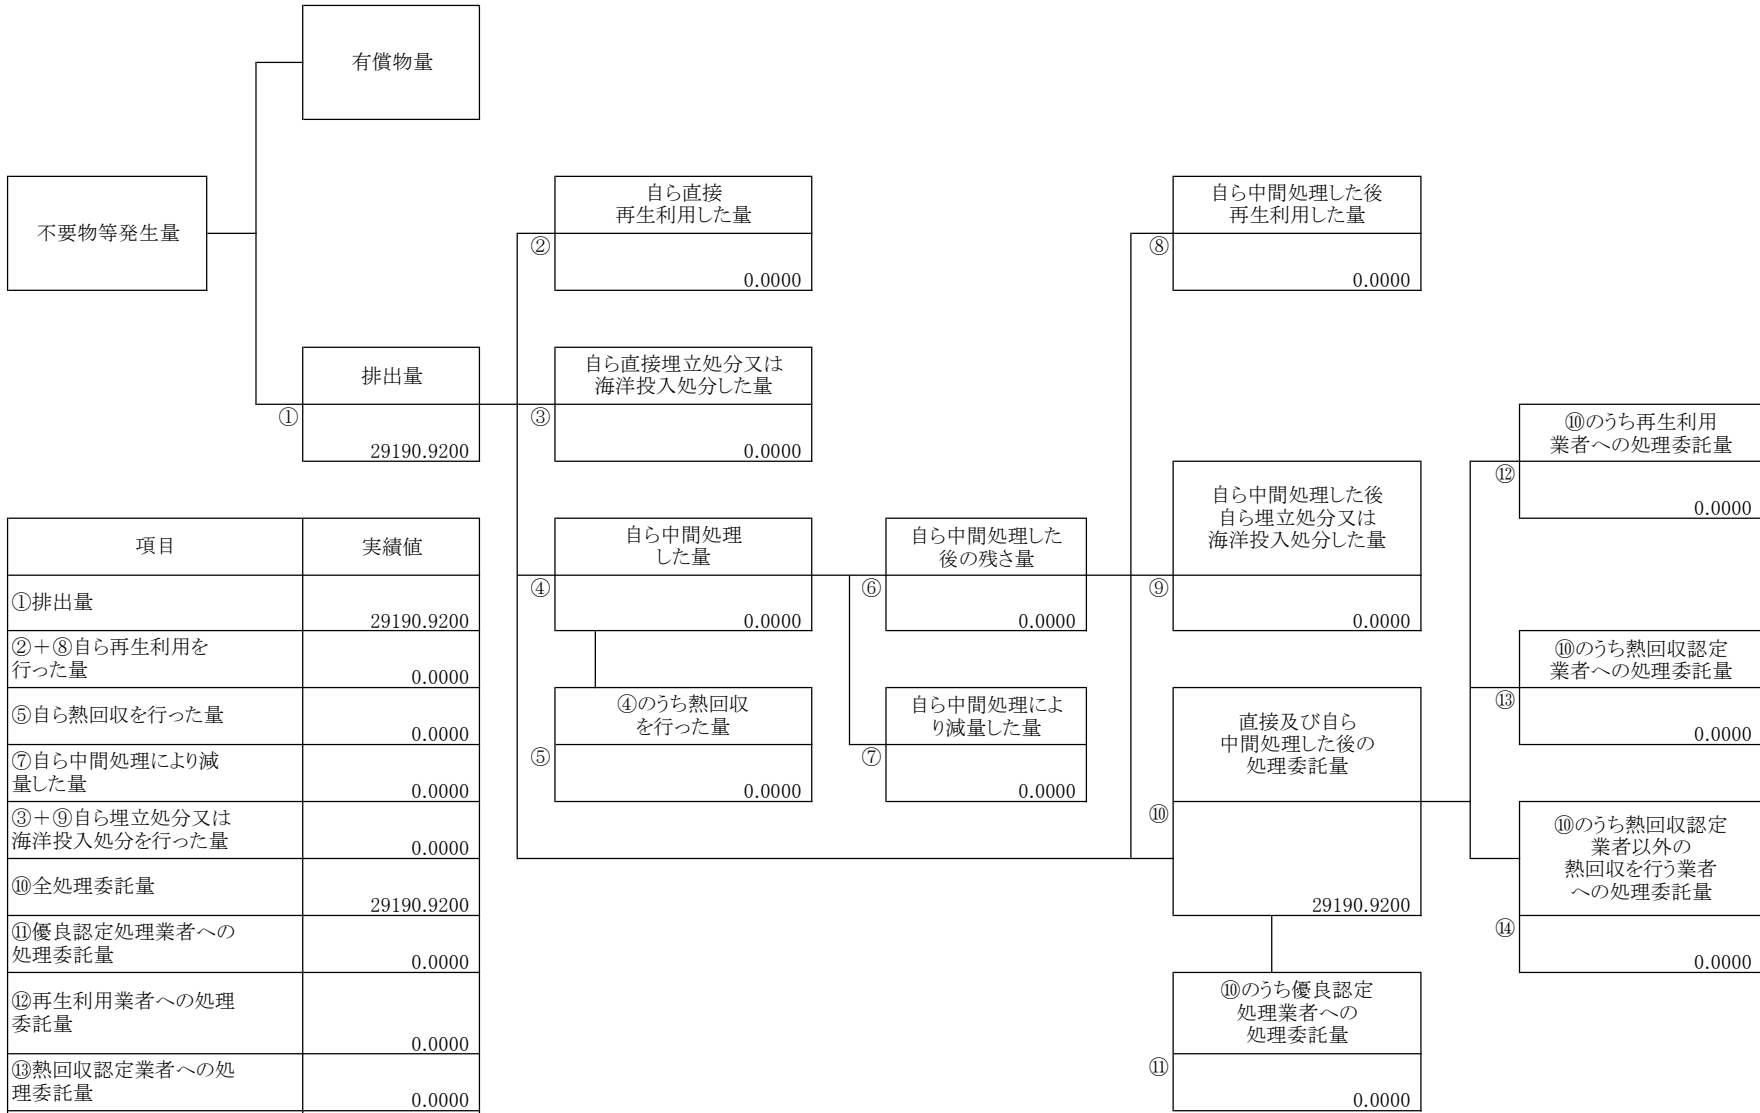 有償物量
不要物等発生量
自ら直接
再生利用した量
②
0.0000
自ら中間処理した後
再生利用した量
⑧
0.0000
排出量
①
29190.9200
自ら直接埋立処分又は
海洋投入処分した量
③
0.0000
⑩のうち再生利用
業者への処理委託量
⑫
0.0000
自ら中間処理
した量
④
0.0000
自ら中間処理した
後の残さ量
⑥
0.0000
自ら中間処理した後
自ら埋立処分又は
海洋投入処分した量
⑨
0.0000
⑩のうち熱回収認定
業者への処理委託量
⑬
0.0000
④のうち熱回収
を行った量
⑤
0.0000
自ら中間処理によ
り減量した量
⑦
0.0000
直接及び自ら
中間処理した後の
処理委託量
⑩
29190.9200
⑩のうち熱回収認定
業者以外の
熱回収を行う業者
への処理委託量
⑭
0.0000
⑩のうち優良認定
処理業者への
処理委託量
⑪
0.0000
項目 実績値
①排出量
29190.9200
②+⑧自ら再生利用を
行った量
0.0000
⑤自ら熱回収を行った量
0.0000
⑦自ら中間処理により減
量した量
0.0000
③+⑨自ら埋立処分又は
海洋投入処分を行った量
0.0000
⑩全処理委託量
29190.9200
⑪優良認定処理業者への
処理委託量
0.0000
⑫再生利用業者への処理
委託量
0.0000
⑬熱回収認定業者への処
理委託量
0.0000